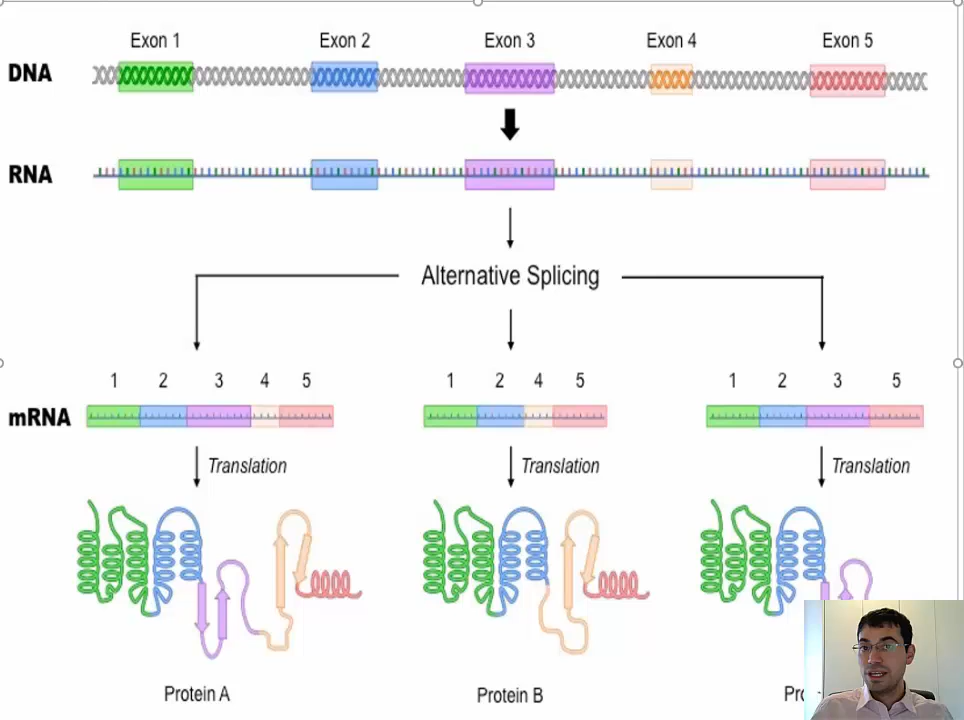 Exon 1 Exon 2 Exon 3 Exon 4 Exon 5
DNA
RNA
Alternative Splicing
1 2 3 4 5 1 2 4 5 1 2 3 5
mRNA
Translation Translation Translation
Protein A Protein B